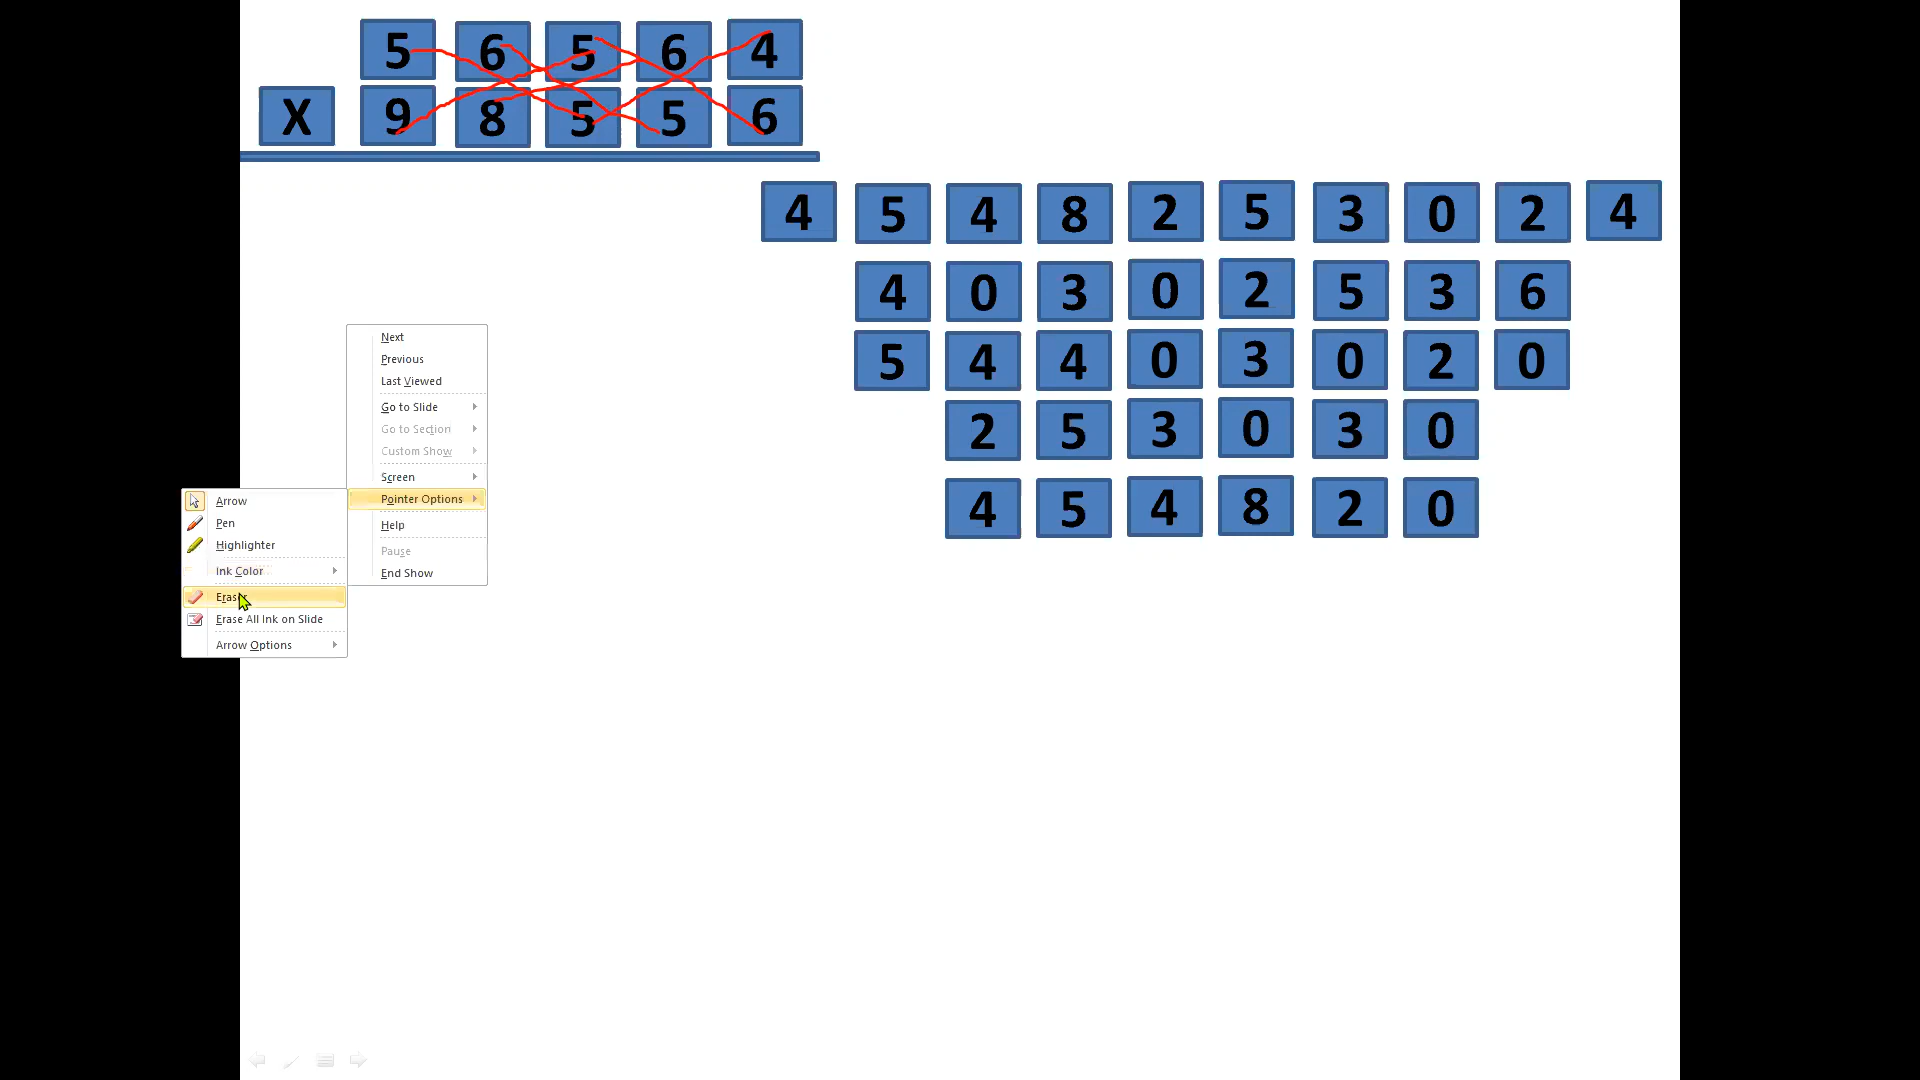 5 6 5 6 4
X 9 8 5 5 6
4 5 4 8 2 5 3 0 2 4
4 0 3 0 2 5 3 6
5 4 4 0 3 0 2 0
2 5 3 0 3 0
4 5 4 8 2 0
Next
Previous
Last Viewed
Go to Slide
Go to Section
Custom Show
Screen
Pointer Options
Help
Pause
End Show
Arrow
Pen
Highlighter
Ink Color
Eraser
Erase All Ink on Slide
Arrow Options